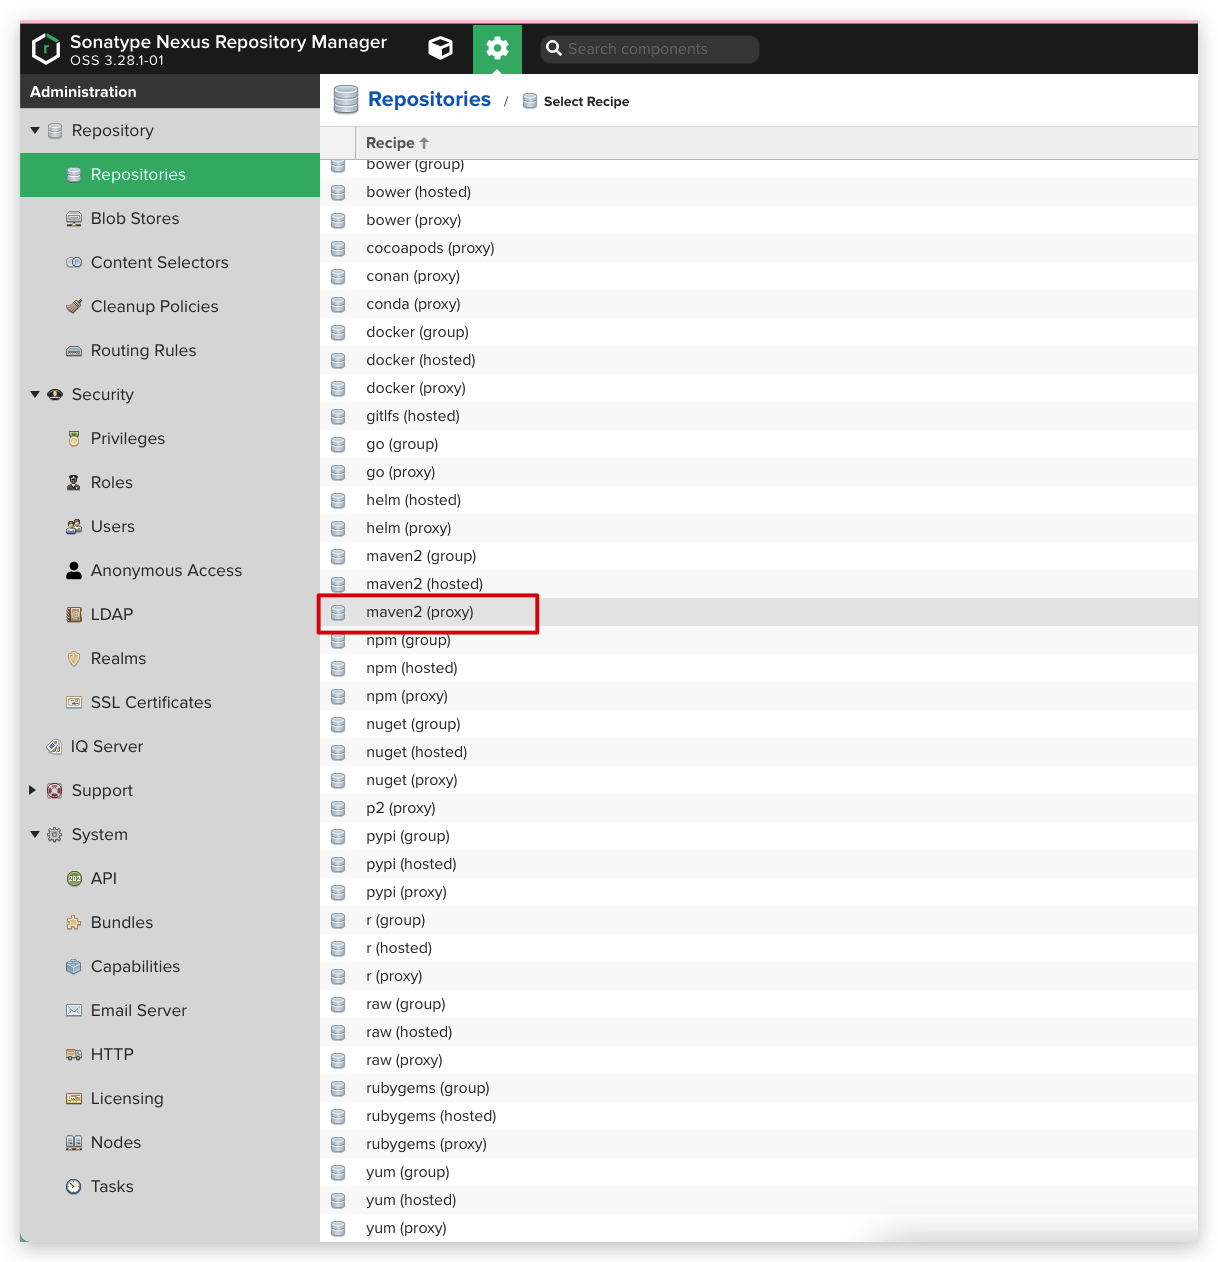 Sonatype Nexus Repository Manager
OSS 3.28.1-01
Search components
Administration
Repository
Repositories
Blob Stores
Content Selectors
Cleanup Policies
Routing Rules
Security
Privileges
Roles
Users
Anonymous Access
LDAP
Realms
SSL Certificates
IQ Server
Support
System
API
Bundles
Capabilities
Email Server
HTTP
Licensing
Nodes
Tasks
Repositories / Select Recipe
Recipe ↑
bower (group)
bower (hosted)
bower (proxy)
cocoapods (proxy)
conan (proxy)
conda (proxy)
docker (group)
docker (hosted)
docker (proxy)
gitlfs (hosted)
go (group)
go (proxy)
helm (hosted)
helm (proxy)
maven2 (group)
maven2 (hosted)
maven2 (proxy)
npm (group)
npm (hosted)
npm (proxy)
nuget (group)
nuget (hosted)
nuget (proxy)
p2 (proxy)
pypi (group)
pypi (hosted)
pypi (proxy)
r (group)
r (hosted)
r (proxy)
raw (group)
raw (hosted)
raw (proxy)
rubygems (group)
rubygems (hosted)
rubygems (proxy)
yum (group)
yum (hosted)
yum (proxy)